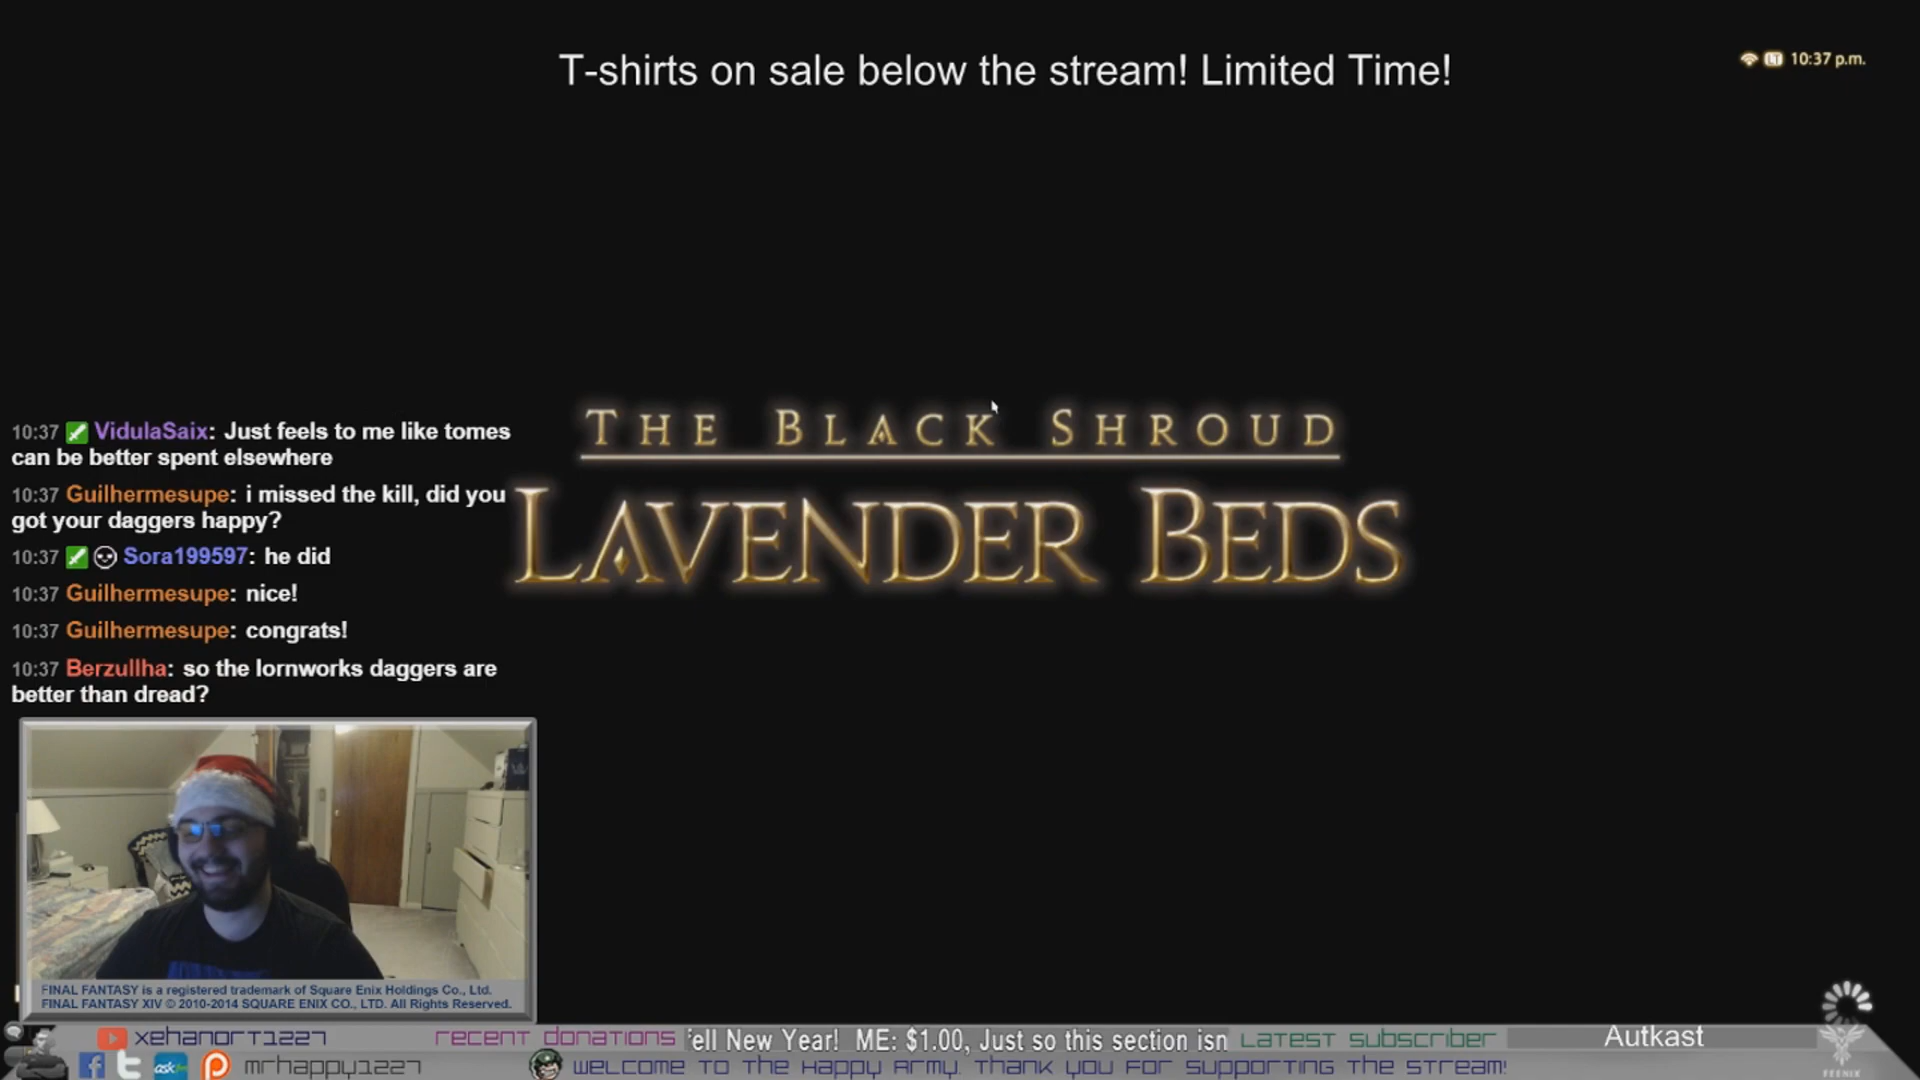 T-shirts on sale below the stream! Limited Time!
LT 10:37 p.m.
THE BLACK SHROUD
LAVENDER BEDS
10:37 VidulaSaix: Just feels to me like tomes
can be better spent elsewhere
10:37 Guilhermesupe: i missed the kill, did you
got your daggers happy?
10:37 Sora199597: he did
10:37 Guilhermesupe: nice!
10:37 Guilhermesupe: congrats!
10:37 Berzullha: so the lornworks daggers are
better than dread?
FINAL FANTASY is a registered trademark of Square Enix Holdings Co., Ltd.
FINAL FANTASY XIV © 2010-2014 SQUARE ENIX CO., LTD. All Rights Reserved.
xehanort1227
recent donations
ell New Year! ME: $1.00, Just so this section isn
Latest subscriber
Autkast
ask
mrhappy1227
Welcome to the Happy Army. Thank you for supporting the stream!
FEENIX